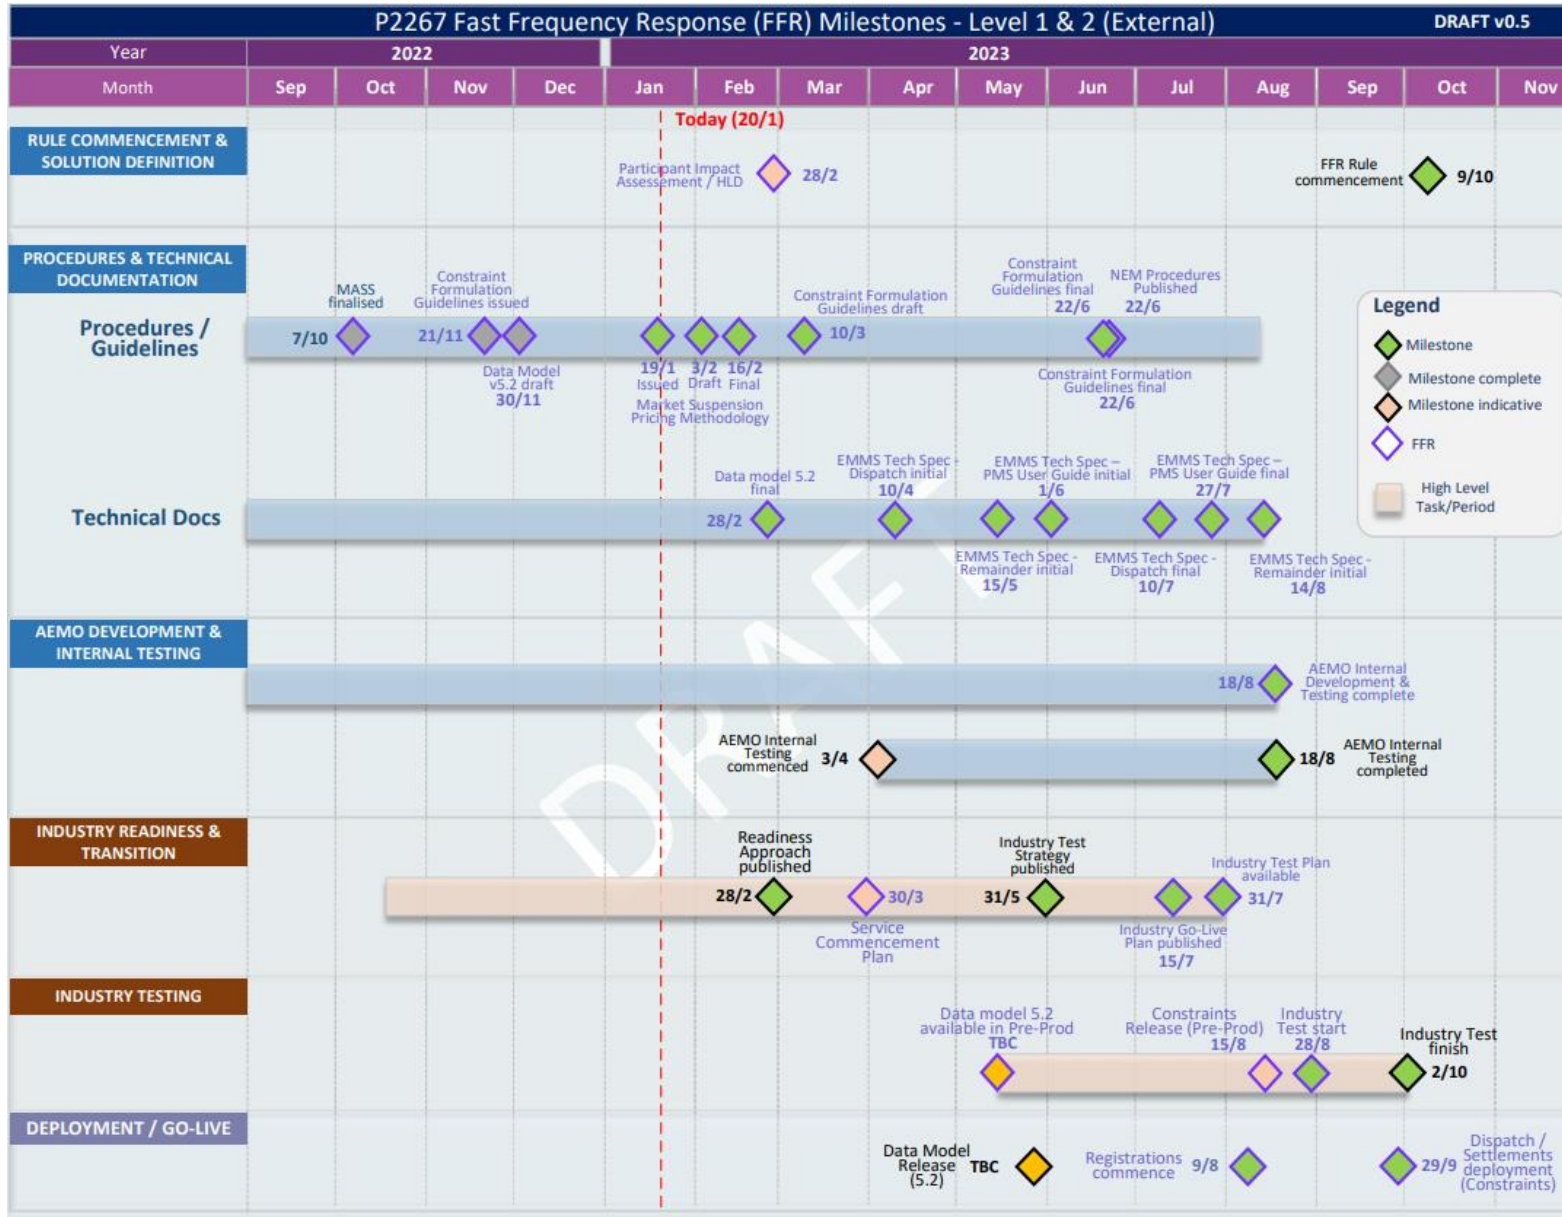 P2267 Fast Frequency Response (FFR) Milestones - Level 1 & 2 (External)
DRAFT v0.5
Year
2022
2023
Month
Sep
Oct
Nov
Dec
Jan
Feb
Mar
Apr
May
Jun
Jul
Aug
Sep
Oct
Nov
Today (20/1)
RULE COMMENCEMENT &
SOLUTION DEFINITION
Participant Impact
Assessement / HLD
28/2
FFR Rule
commencement
9/10
PROCEDURES & TECHNICAL
DOCUMENTATION
Procedures /
Guidelines
MASS
finalised
7/10
Constraint
Formulation
Guidelines issued
21/11
Data Model
v5.2 draft
30/11
19/1
Issued
3/2
Draft
16/2
Final
Market Suspension
Pricing Methodology
Constraint Formulation
Guidelines draft
10/3
Constraint
Formulation
Guidelines final
22/6
NEM Procedures
Published
22/6
Constraint Formulation
Guidelines final
22/6
Legend
Milestone
Milestone complete
Milestone indicative
FFR
High Level
Task/Period
Technical Docs
Data model 5.2
final
28/2
EMMS Tech Spec -
Dispatch initial
10/4
EMMS Tech Spec –
PMS User Guide initial
1/6
EMMS Tech Spec –
PMS User Guide final
27/7
EMMS Tech Spec -
Remainder initial
15/5
EMMS Tech Spec -
Dispatch final
10/7
EMMS Tech Spec -
Remainder initial
14/8
DRAFT
AEMO DEVELOPMENT &
INTERNAL TESTING
18/8
AEMO Internal
Development &
Testing complete
AEMO Internal
Testing
commenced
3/4
18/8
AEMO Internal
Testing
completed
INDUSTRY READINESS &
TRANSITION
Readiness
Approach
published
28/2
30/3
Service
Commencement
Plan
Industry Test
Strategy
published
31/5
Industry Go-Live
Plan published
15/7
Industry Test Plan
available
31/7
INDUSTRY TESTING
Data model 5.2
available in Pre-Prod
TBC
Constraints
Release (Pre-Prod)
15/8
Industry
Test start
28/8
Industry Test
finish
2/10
DEPLOYMENT / GO-LIVE
Data Model
Release
(5.2)
TBC
Registrations
commence
9/8
29/9
Dispatch /
Settlements
deployment
(Constraints)